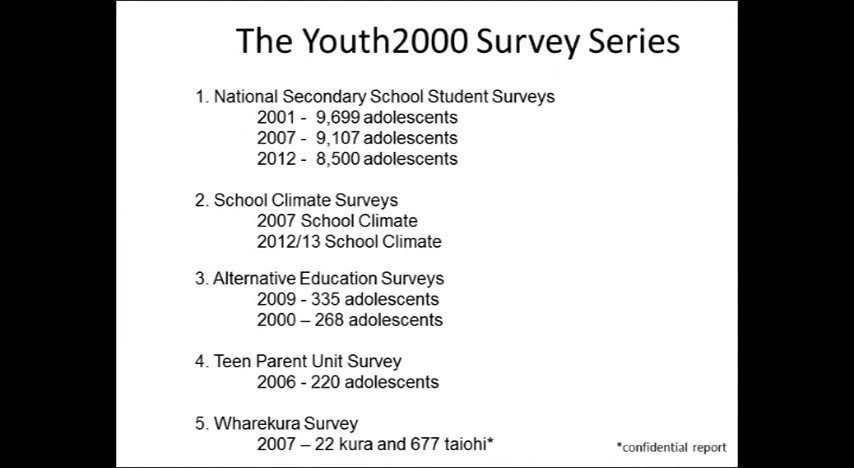 The Youth2000 Survey Series
1. National Secondary School Student Surveys
2001 - 9,699 adolescents
2007 - 9,107 adolescents
2012 - 8,500 adolescents
2. School Climate Surveys
2007 School Climate
2012/13 School Climate
3. Alternative Education Surveys
2009 - 335 adolescents
2000 – 268 adolescents
4. Teen Parent Unit Survey
2006 - 220 adolescents
5. Wharekura Survey
2007 – 22 kura and 677 taiohi*
*confidential report